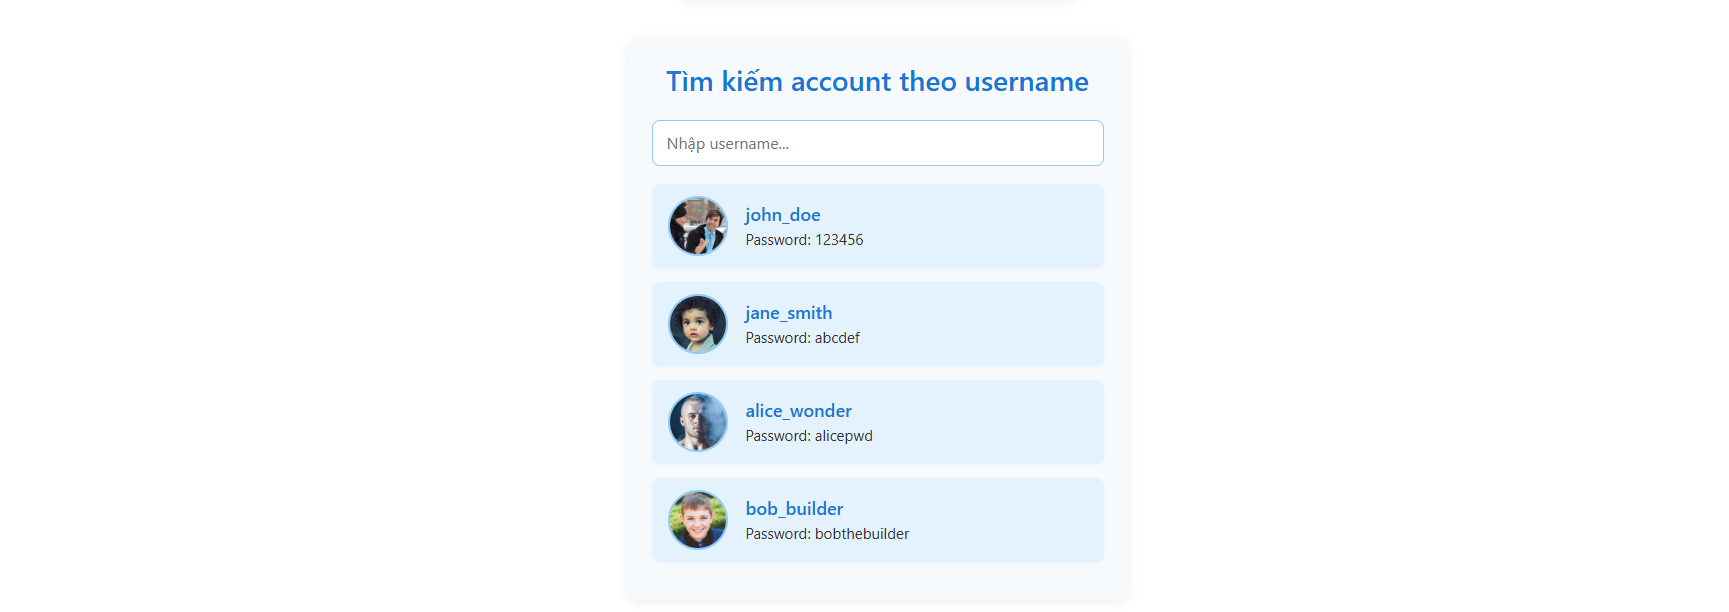 Tìm kiếm account theo username
Nhập username...
john_doe
Password: 123456
jane_smith
Password: abcdef
alice_wonder
Password: alicepwd
bob_builder
Password: bobthebuilder